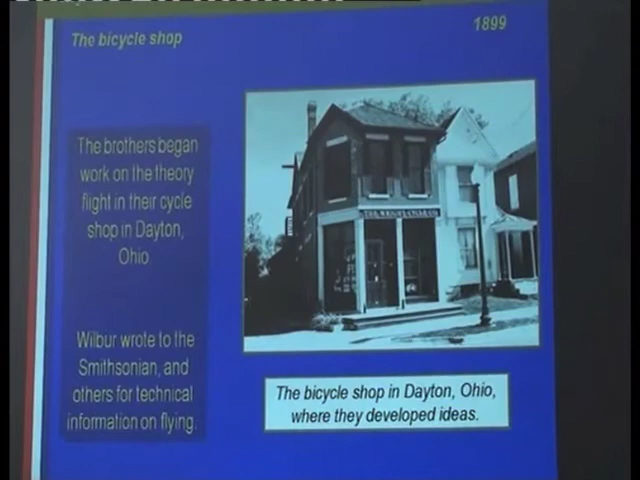 The bicycle shop
1899
The brothers began
work on the theory
flight in their cycle
shop in Dayton,
Ohio
Wilbur wrote to the
Smithsonian, and
others for technical
information on flying.
THE WRIGHT CYCLE CO
The bicycle shop in Dayton, Ohio,
where they developed ideas.